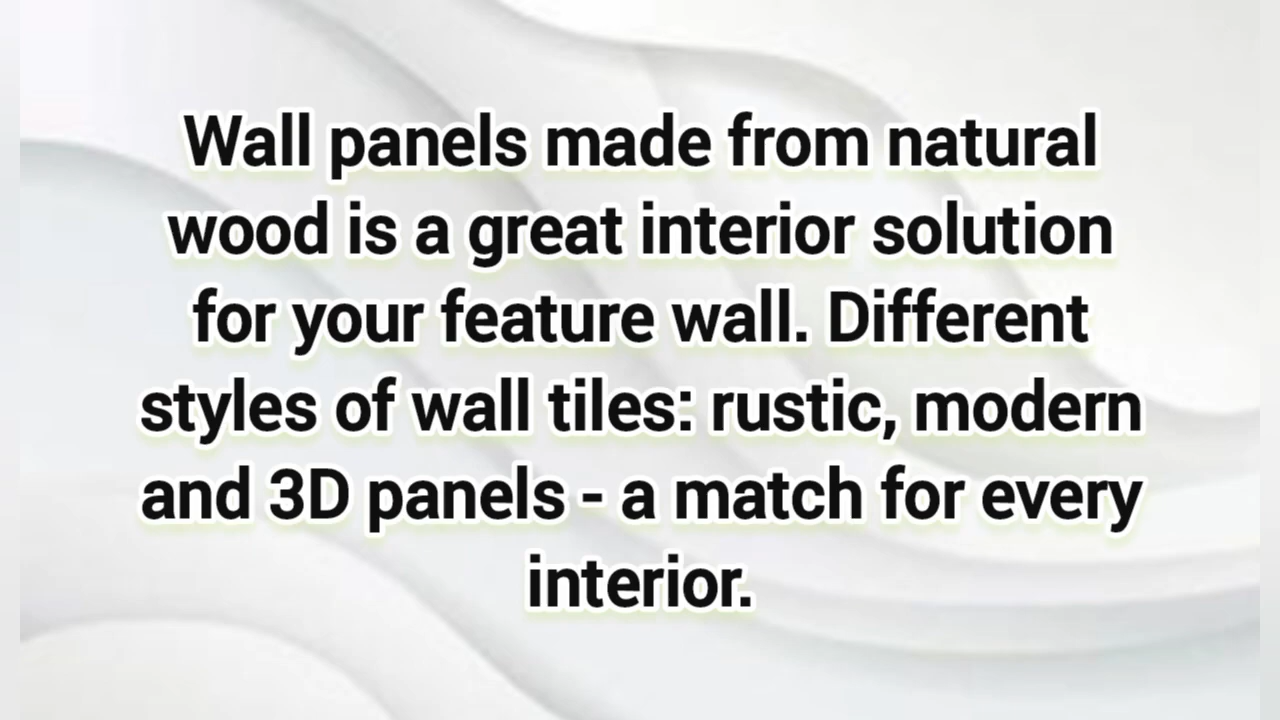 Wall panels made from natural
wood is a great interior solution
for your feature wall. Different
styles of wall tiles: rustic, modern
and 3D panels - a match for every
interior.